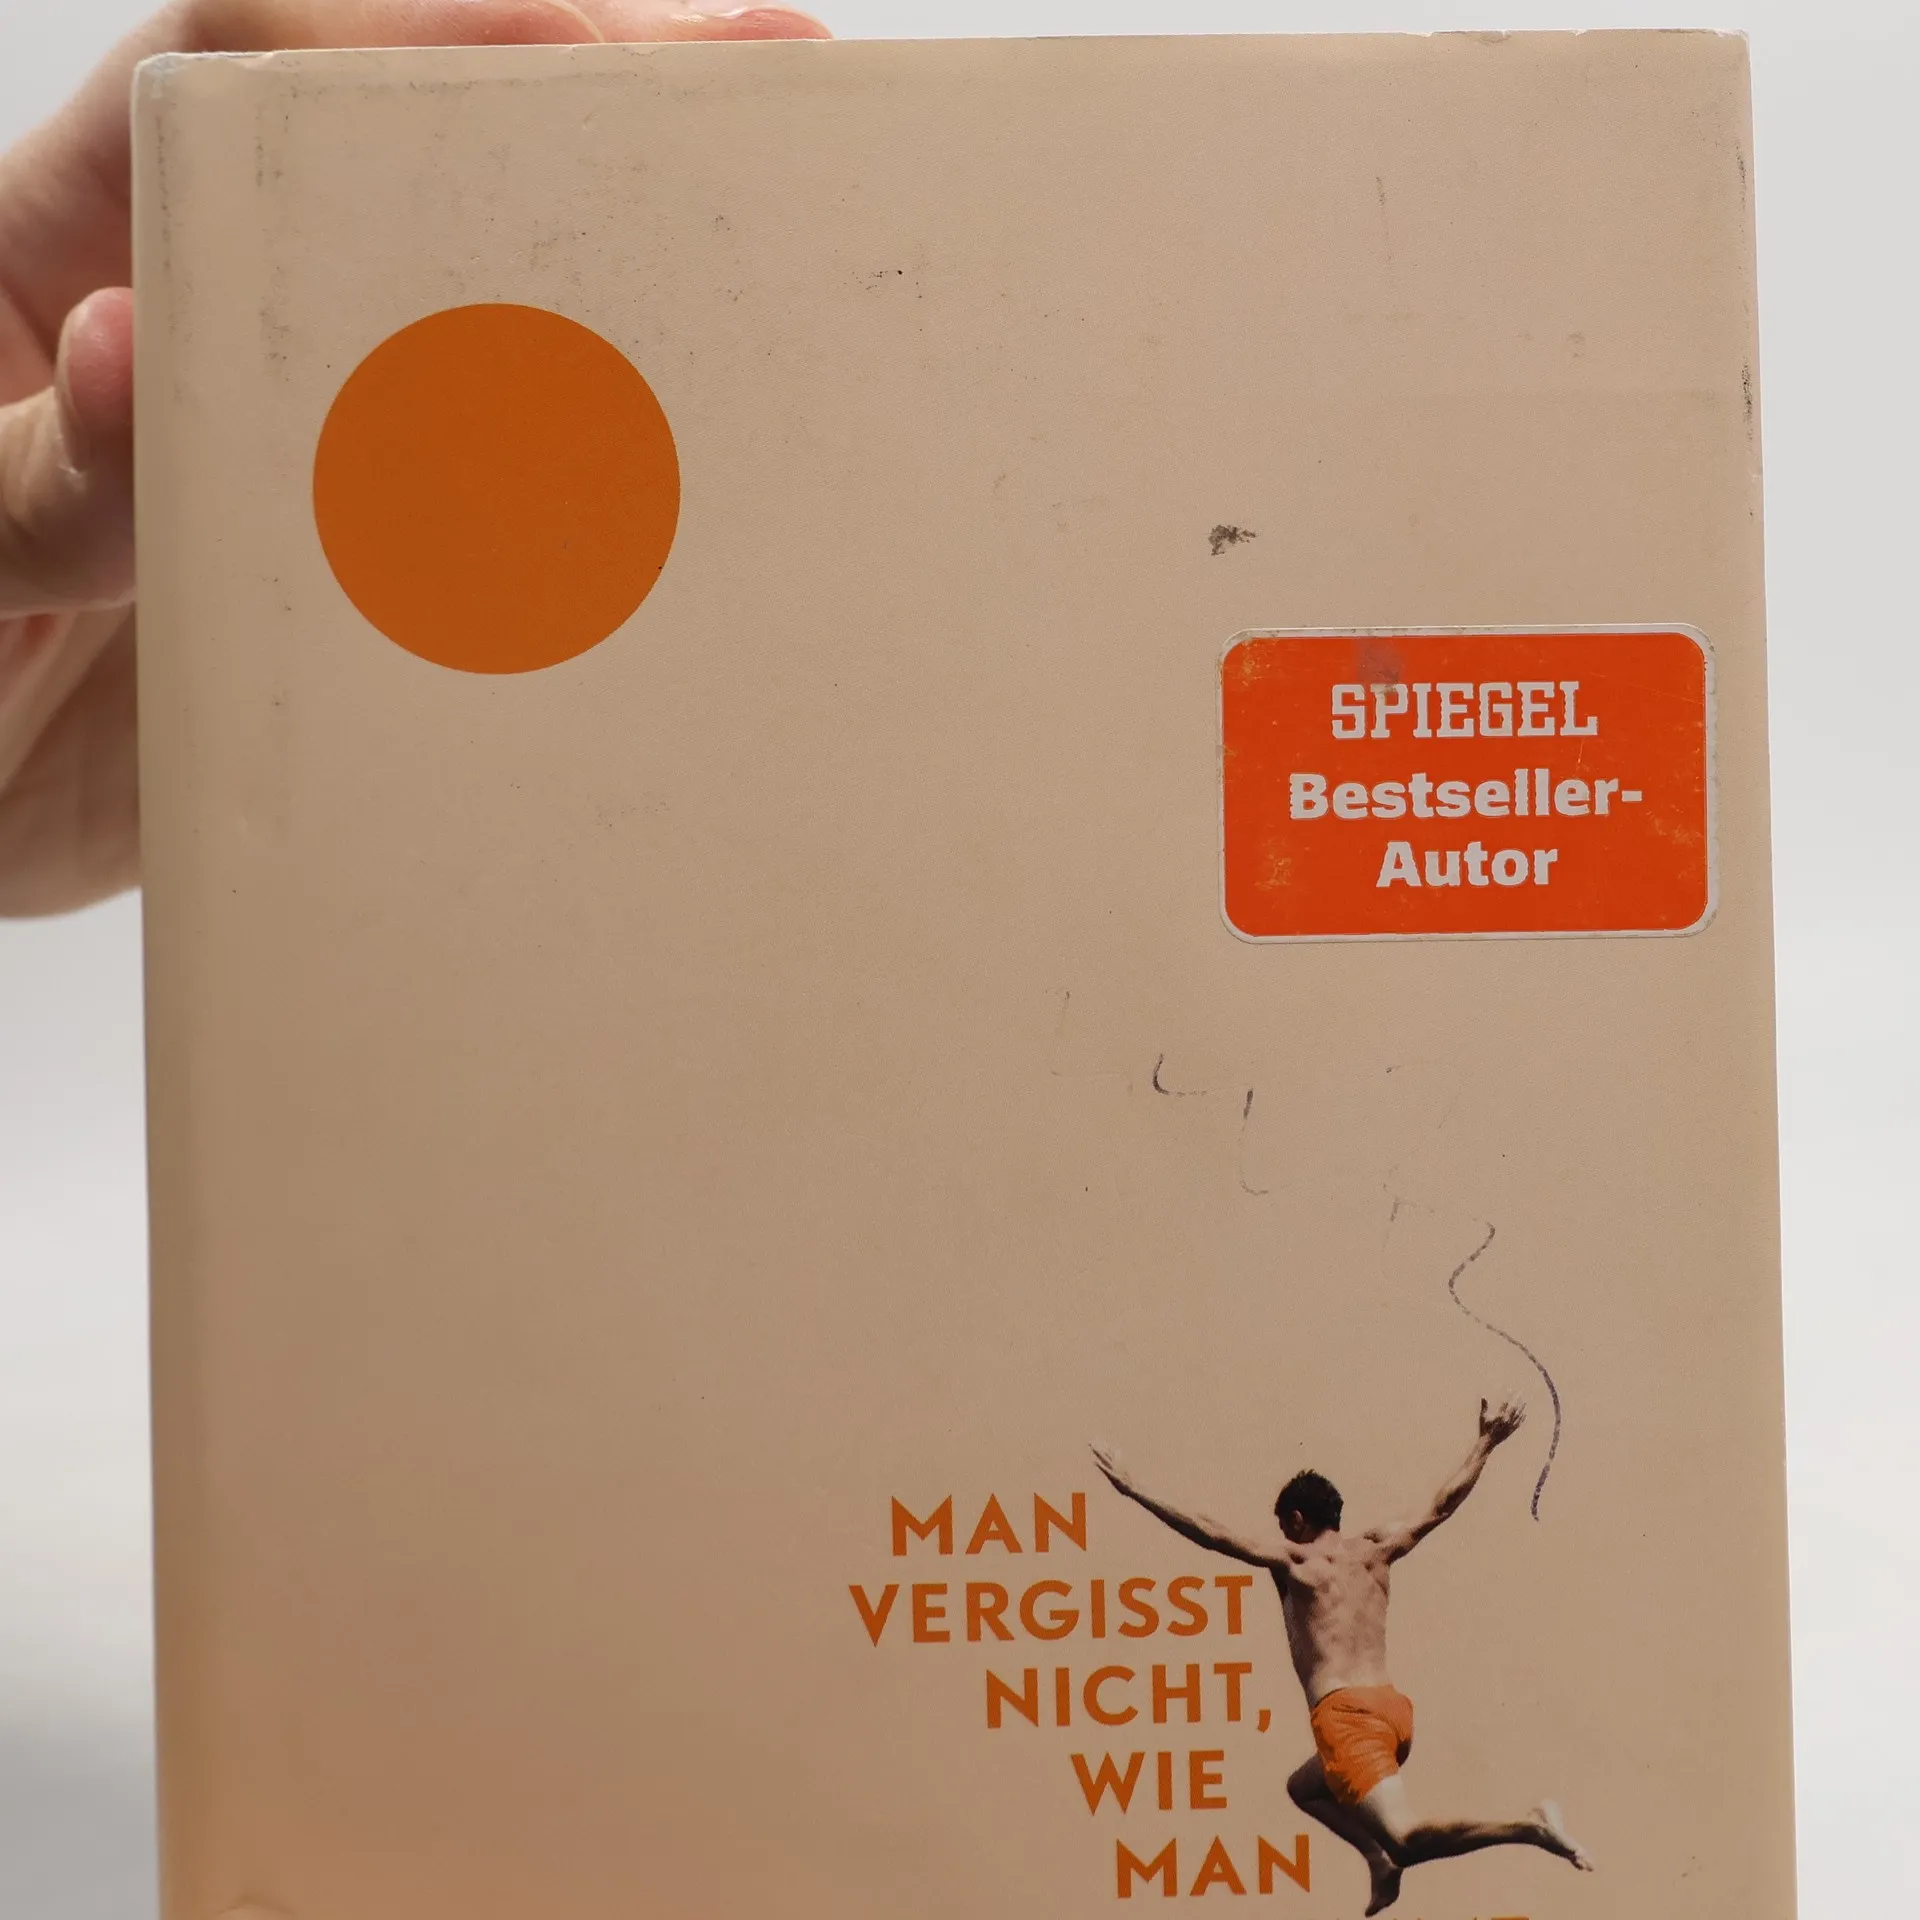 SPIEGEL
Bestseller-
Autor
MAN
VERGISST
NICHT,
WIE
MAN